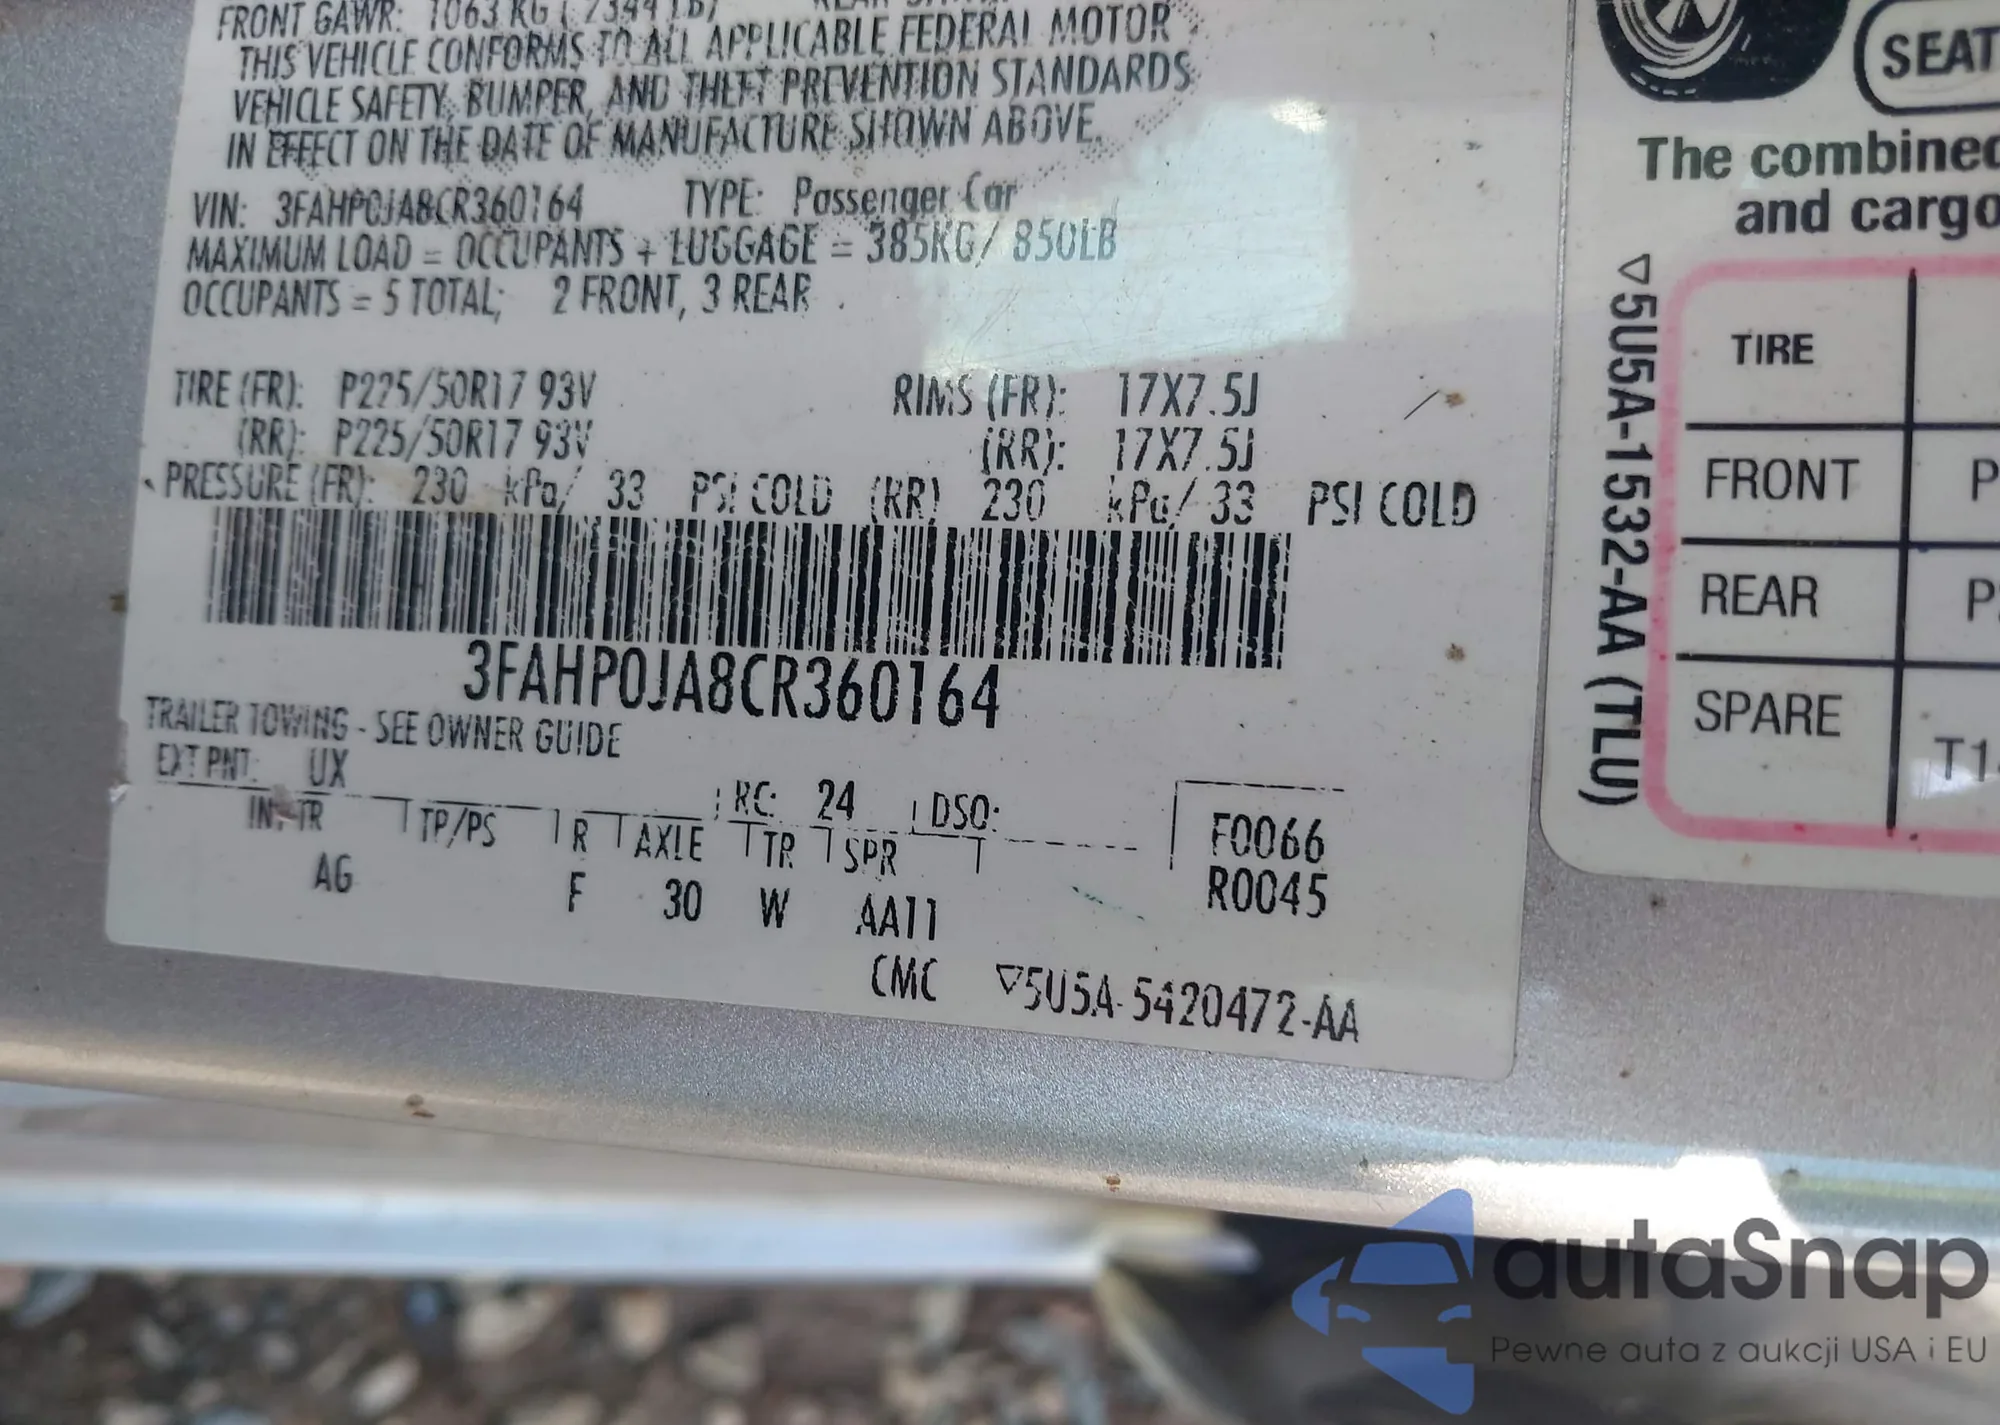 FRONT GAWR: 1063 KG ( 2344 LB)
THIS VEHICLE CONFORMS TO ALL APPLICABLE FEDERAL MOTOR
VEHICLE SAFETY, BUMPER, AND THEFT PREVENTION STANDARDS
IN EFFECT ON THE DATE OF MANUFACTURE SHOWN ABOVE.
VIN: 3FAHP0JA8CR360164 TYPE: Passenger Car
MAXIMUM LOAD = OCCUPANTS + LUGGAGE = 385KG/ 850LB
OCCUPANTS = 5 TOTAL; 2 FRONT, 3 REAR
TIRE (FR): P225/50R17 93V RIMS (FR): 17X7.5J
(RR): P225/50R17 93V (RR): 17X7.5J
PRESSURE (FR): 230 kPa/ 33 PSI COLD (RR) 230 kPa/ 33 PSI COLD
3FAHP0JA8CR360164
TRAILER TOWING - SEE OWNER GUIDE
EXT PNT: UX RC: 24 DSO:
INT TR TP/PS R AXLE TR SPR
AG F 30 W AA11
F0066
R0045
CMC ▽5U5A-5420472-AA
SEAT
The combined
and cargo
▽5U5A-1532-AA (TLU)
TIRE
FRONT P
REAR P2
SPARE T1
autaSnap
Pewne auta z aukcji USA i EU